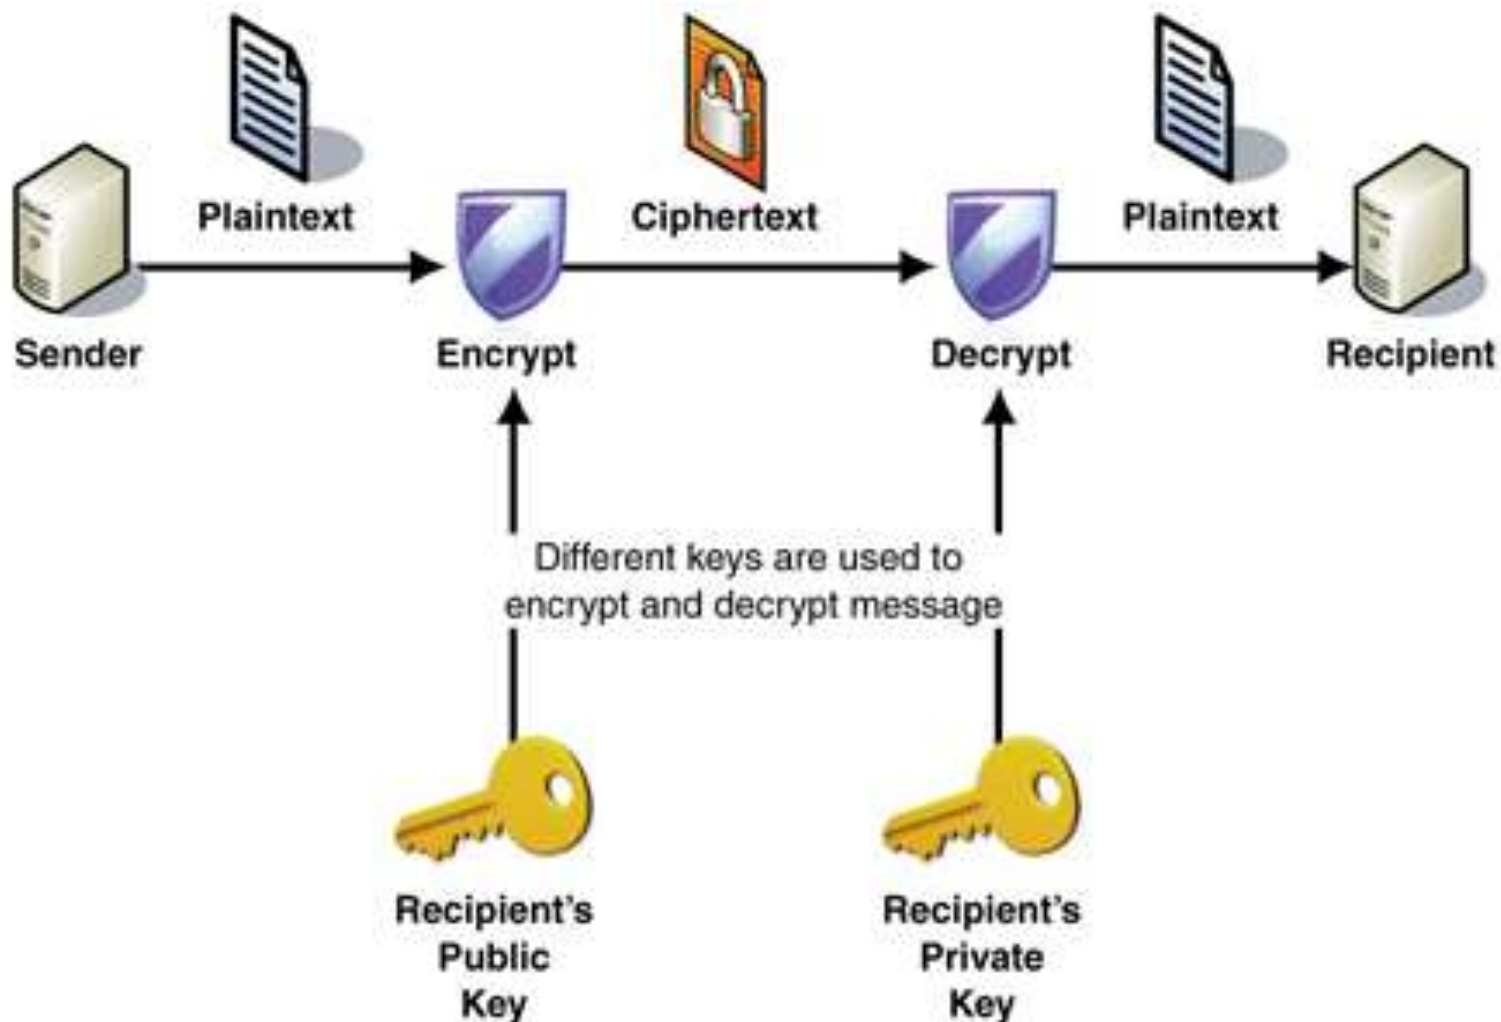 Plaintext
Ciphertext
Plaintext
Sender
Encrypt
Decrypt
Recipient
Different keys are used to
encrypt and decrypt message
Recipient's
Public
Key
Recipient's
Private
Key